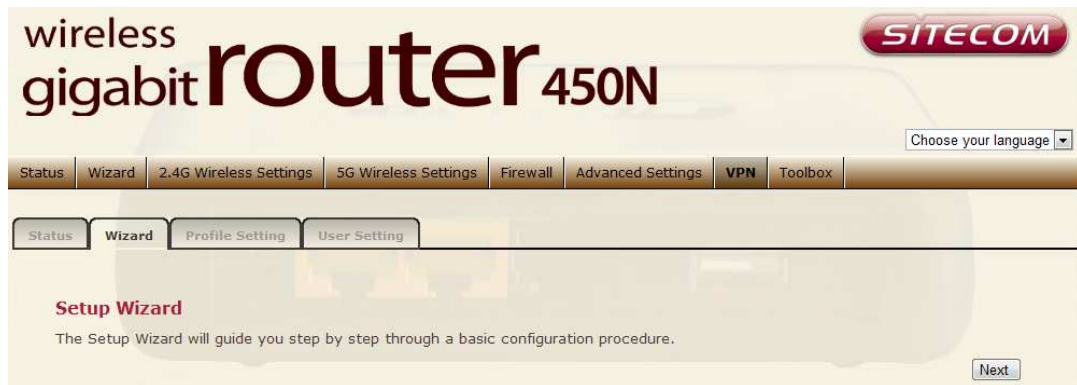 wireless
gigabit router 450N
SITECOM
Choose your language
Status Wizard 2.4G Wireless Settings 5G Wireless Settings Firewall Advanced Settings VPN Toolbox
Status Wizard Profile Setting User Setting
Setup Wizard
The Setup Wizard will guide you step by step through a basic configuration procedure.
Next